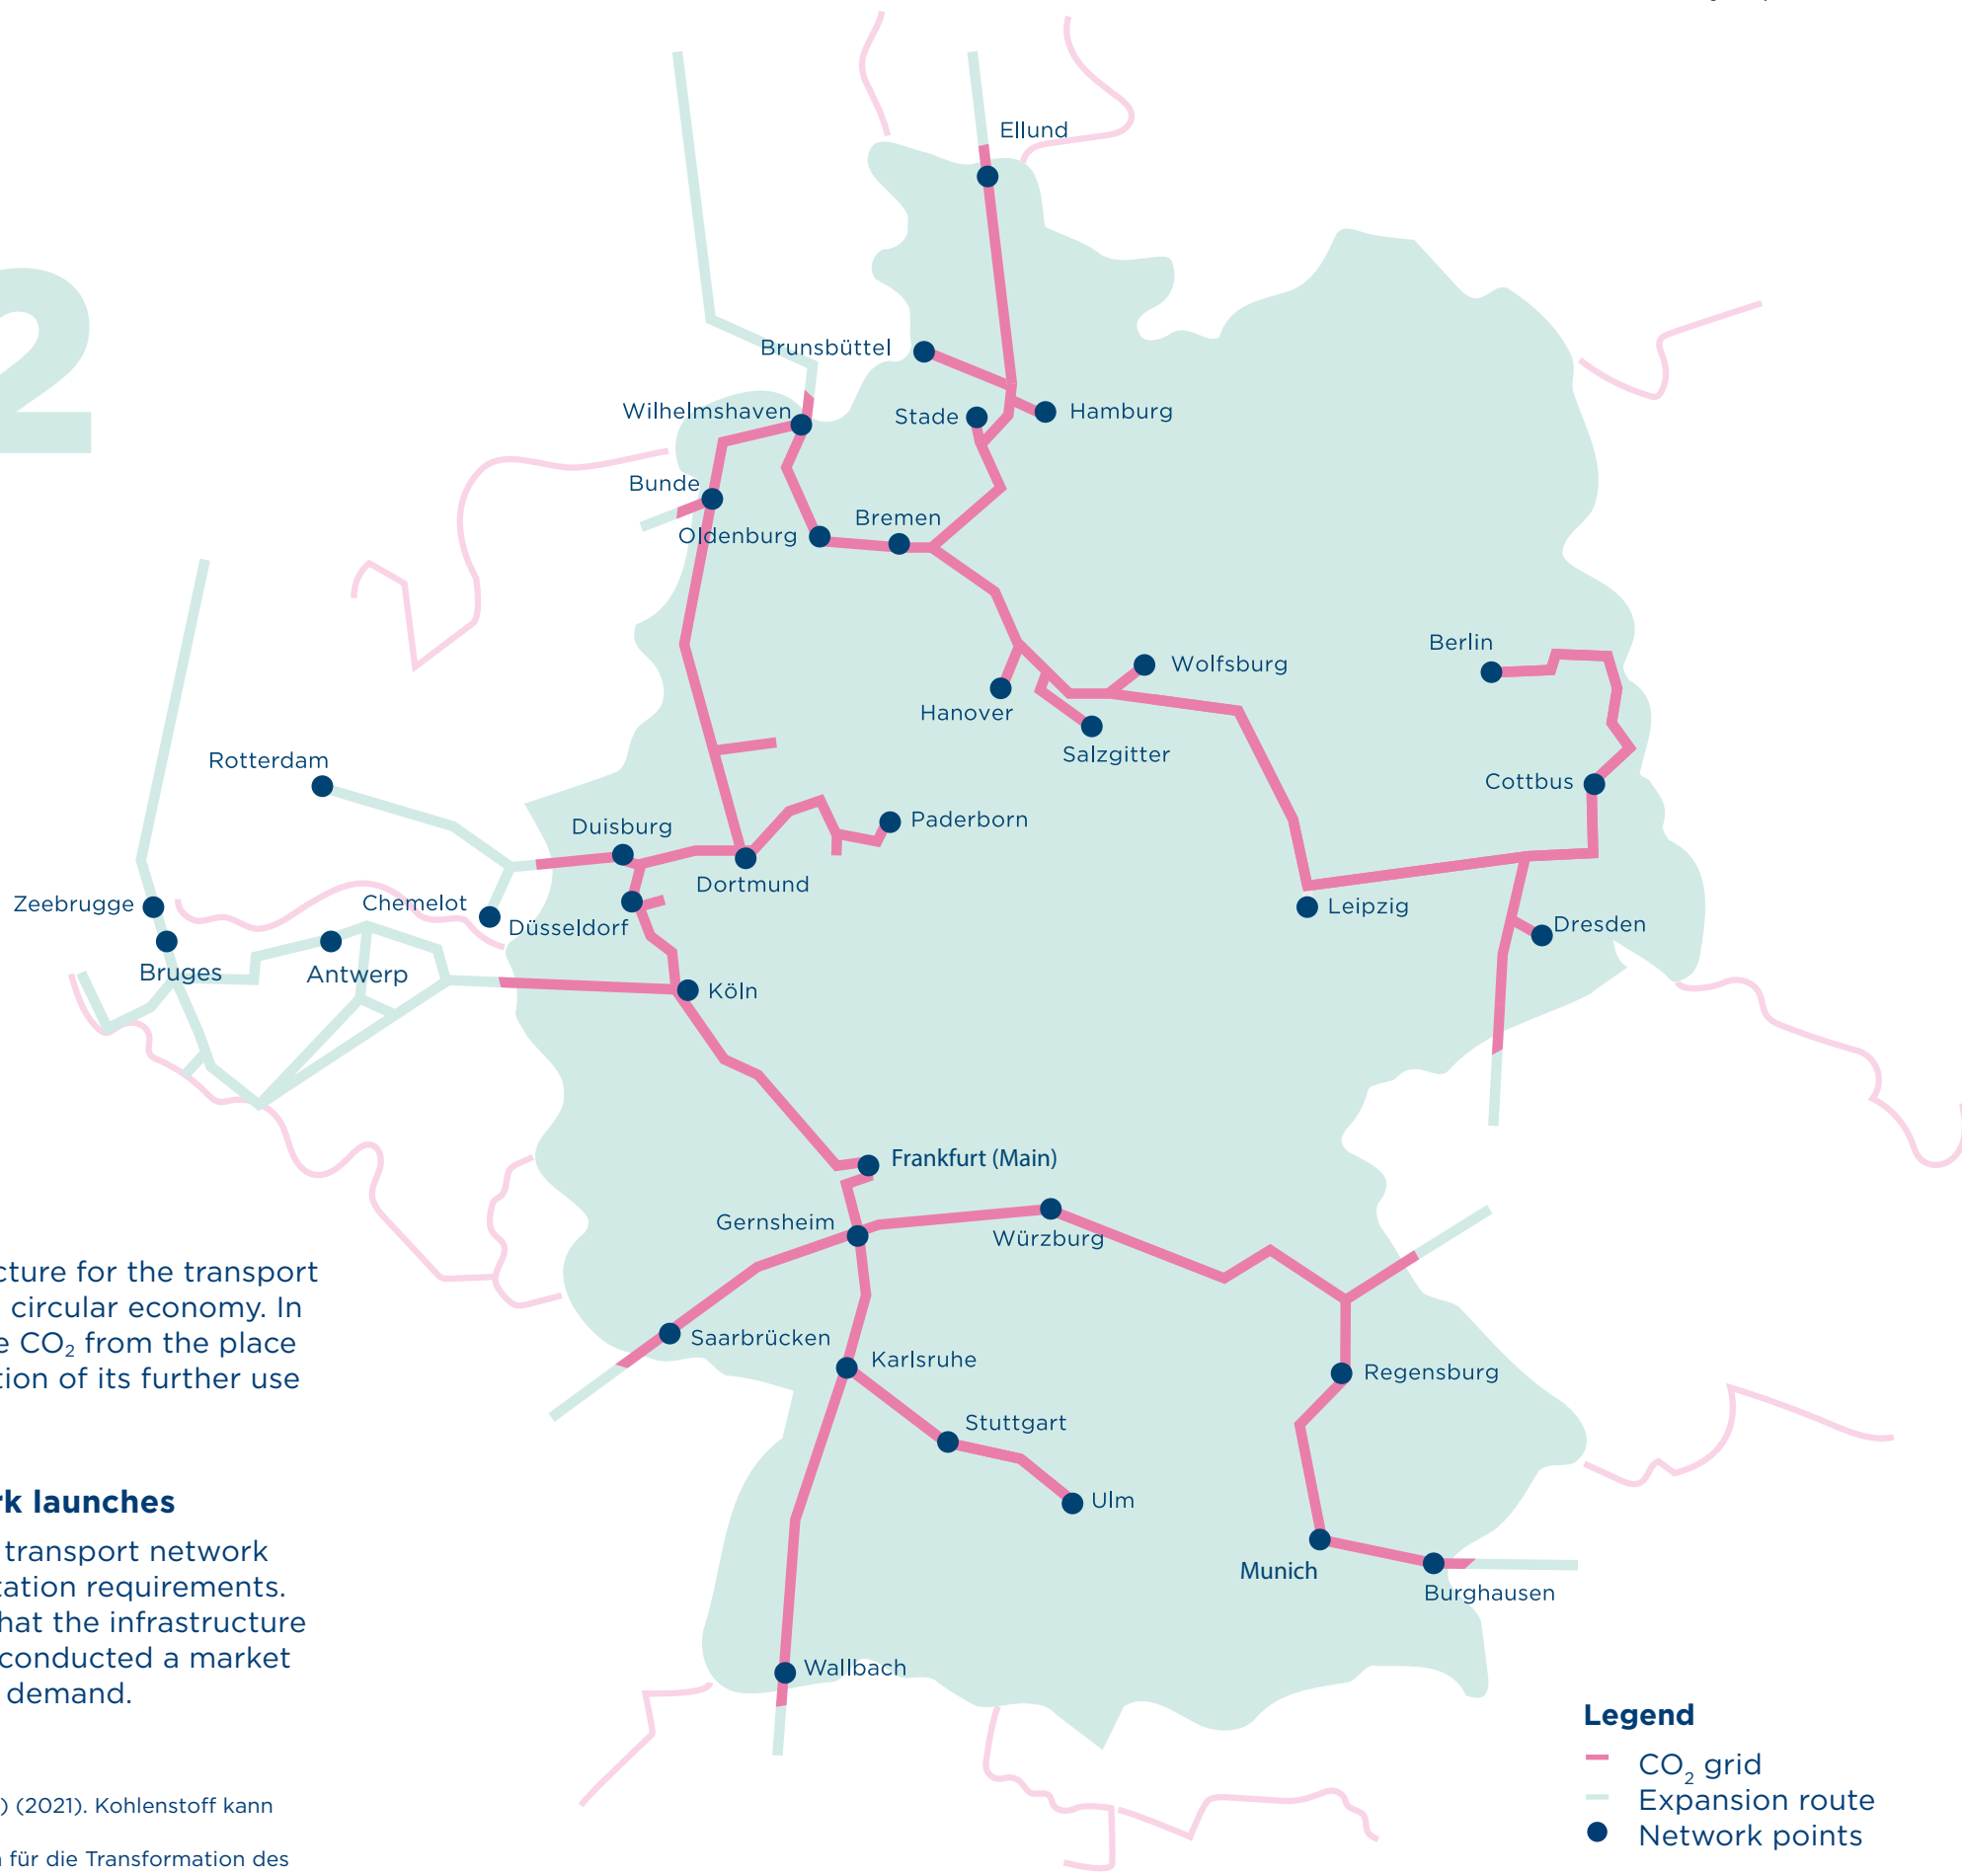 2
Ellund
Brunsbüttel
Wilhelmshaven
Stade
Hamburg
Bunde
Bremen
Oldenburg
Berlin
Wolfsburg
Hanover
Salzgitter
Rotterdam
Cottbus
Duisburg
Paderborn
Dortmund
Zeebrugge
Chemelot
Düsseldorf
Leipzig
Dresden
Bruges
Antwerp
Köln
Frankfurt (Main)
Gernsheim
Würzburg
Saarbrücken
Karlsruhe
Regensburg
Stuttgart
Ulm
Munich
Burghausen
Wallbach
cture for the transport
circular economy. In
e CO₂ from the place
tion of its further use
rk launches
transport network
tation requirements.
hat the infrastructure
conducted a market
demand.
) (2021). Kohlenstoff kann
für die Transformation des
Legend
CO₂ grid
Expansion route
Network points